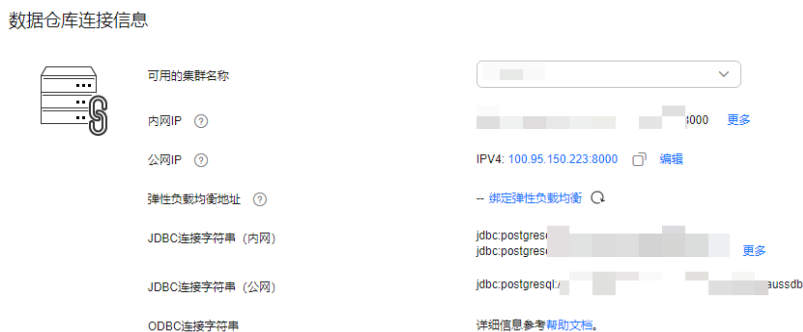 数据仓库连接信息
可用的集群名称
内网IP ? 000 更多
公网IP ? IPV4: 100.95.150.223:8000 编辑
弹性负载均衡地址 ? -- 绑定弹性负载均衡
JDBC连接字符串（内网） jdbc:postgres
jdbc:postgres 更多
JDBC连接字符串（公网） jdbc:postgresql:/ aussdb
ODBC连接字符串 详细信息参考帮助文档。